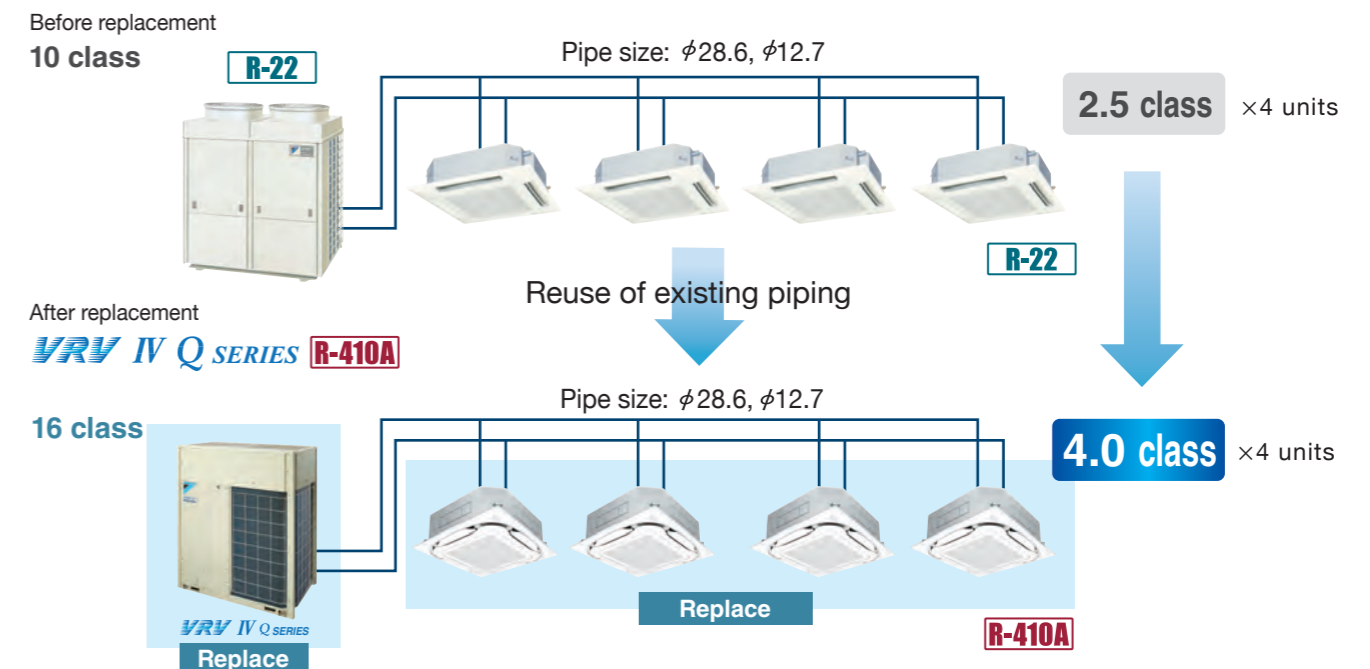 Before replacement
10 class
R-22
Pipe size: φ28.6, φ12.7
2.5 class ×4 units
R-22
Reuse of existing piping
After replacement
VRV IV Q SERIES R-410A
Pipe size: φ28.6, φ12.7
16 class
4.0 class ×4 units
Replace
R-410A
VRV IV Q SERIES
Replace